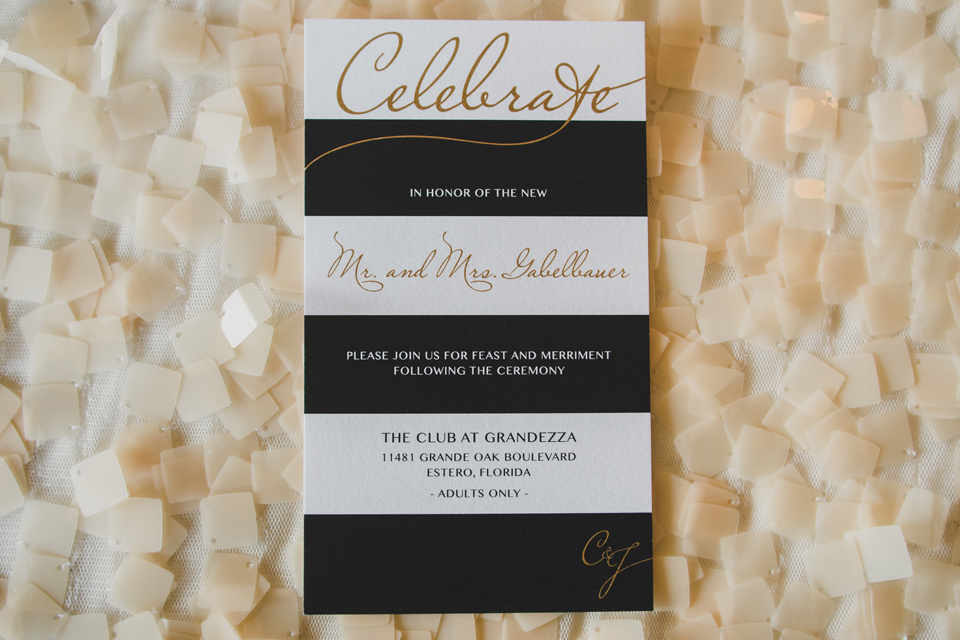 Celebrate
IN HONOR OF THE NEW
Mr. and Mrs. Gabelbauer
PLEASE JOIN US FOR FEAST AND MERRIMENT
FOLLOWING THE CEREMONY
THE CLUB AT GRANDEZZA
11481 GRANDE OAK BOULEVARD
ESTERO, FLORIDA
- ADULTS ONLY -
C&J